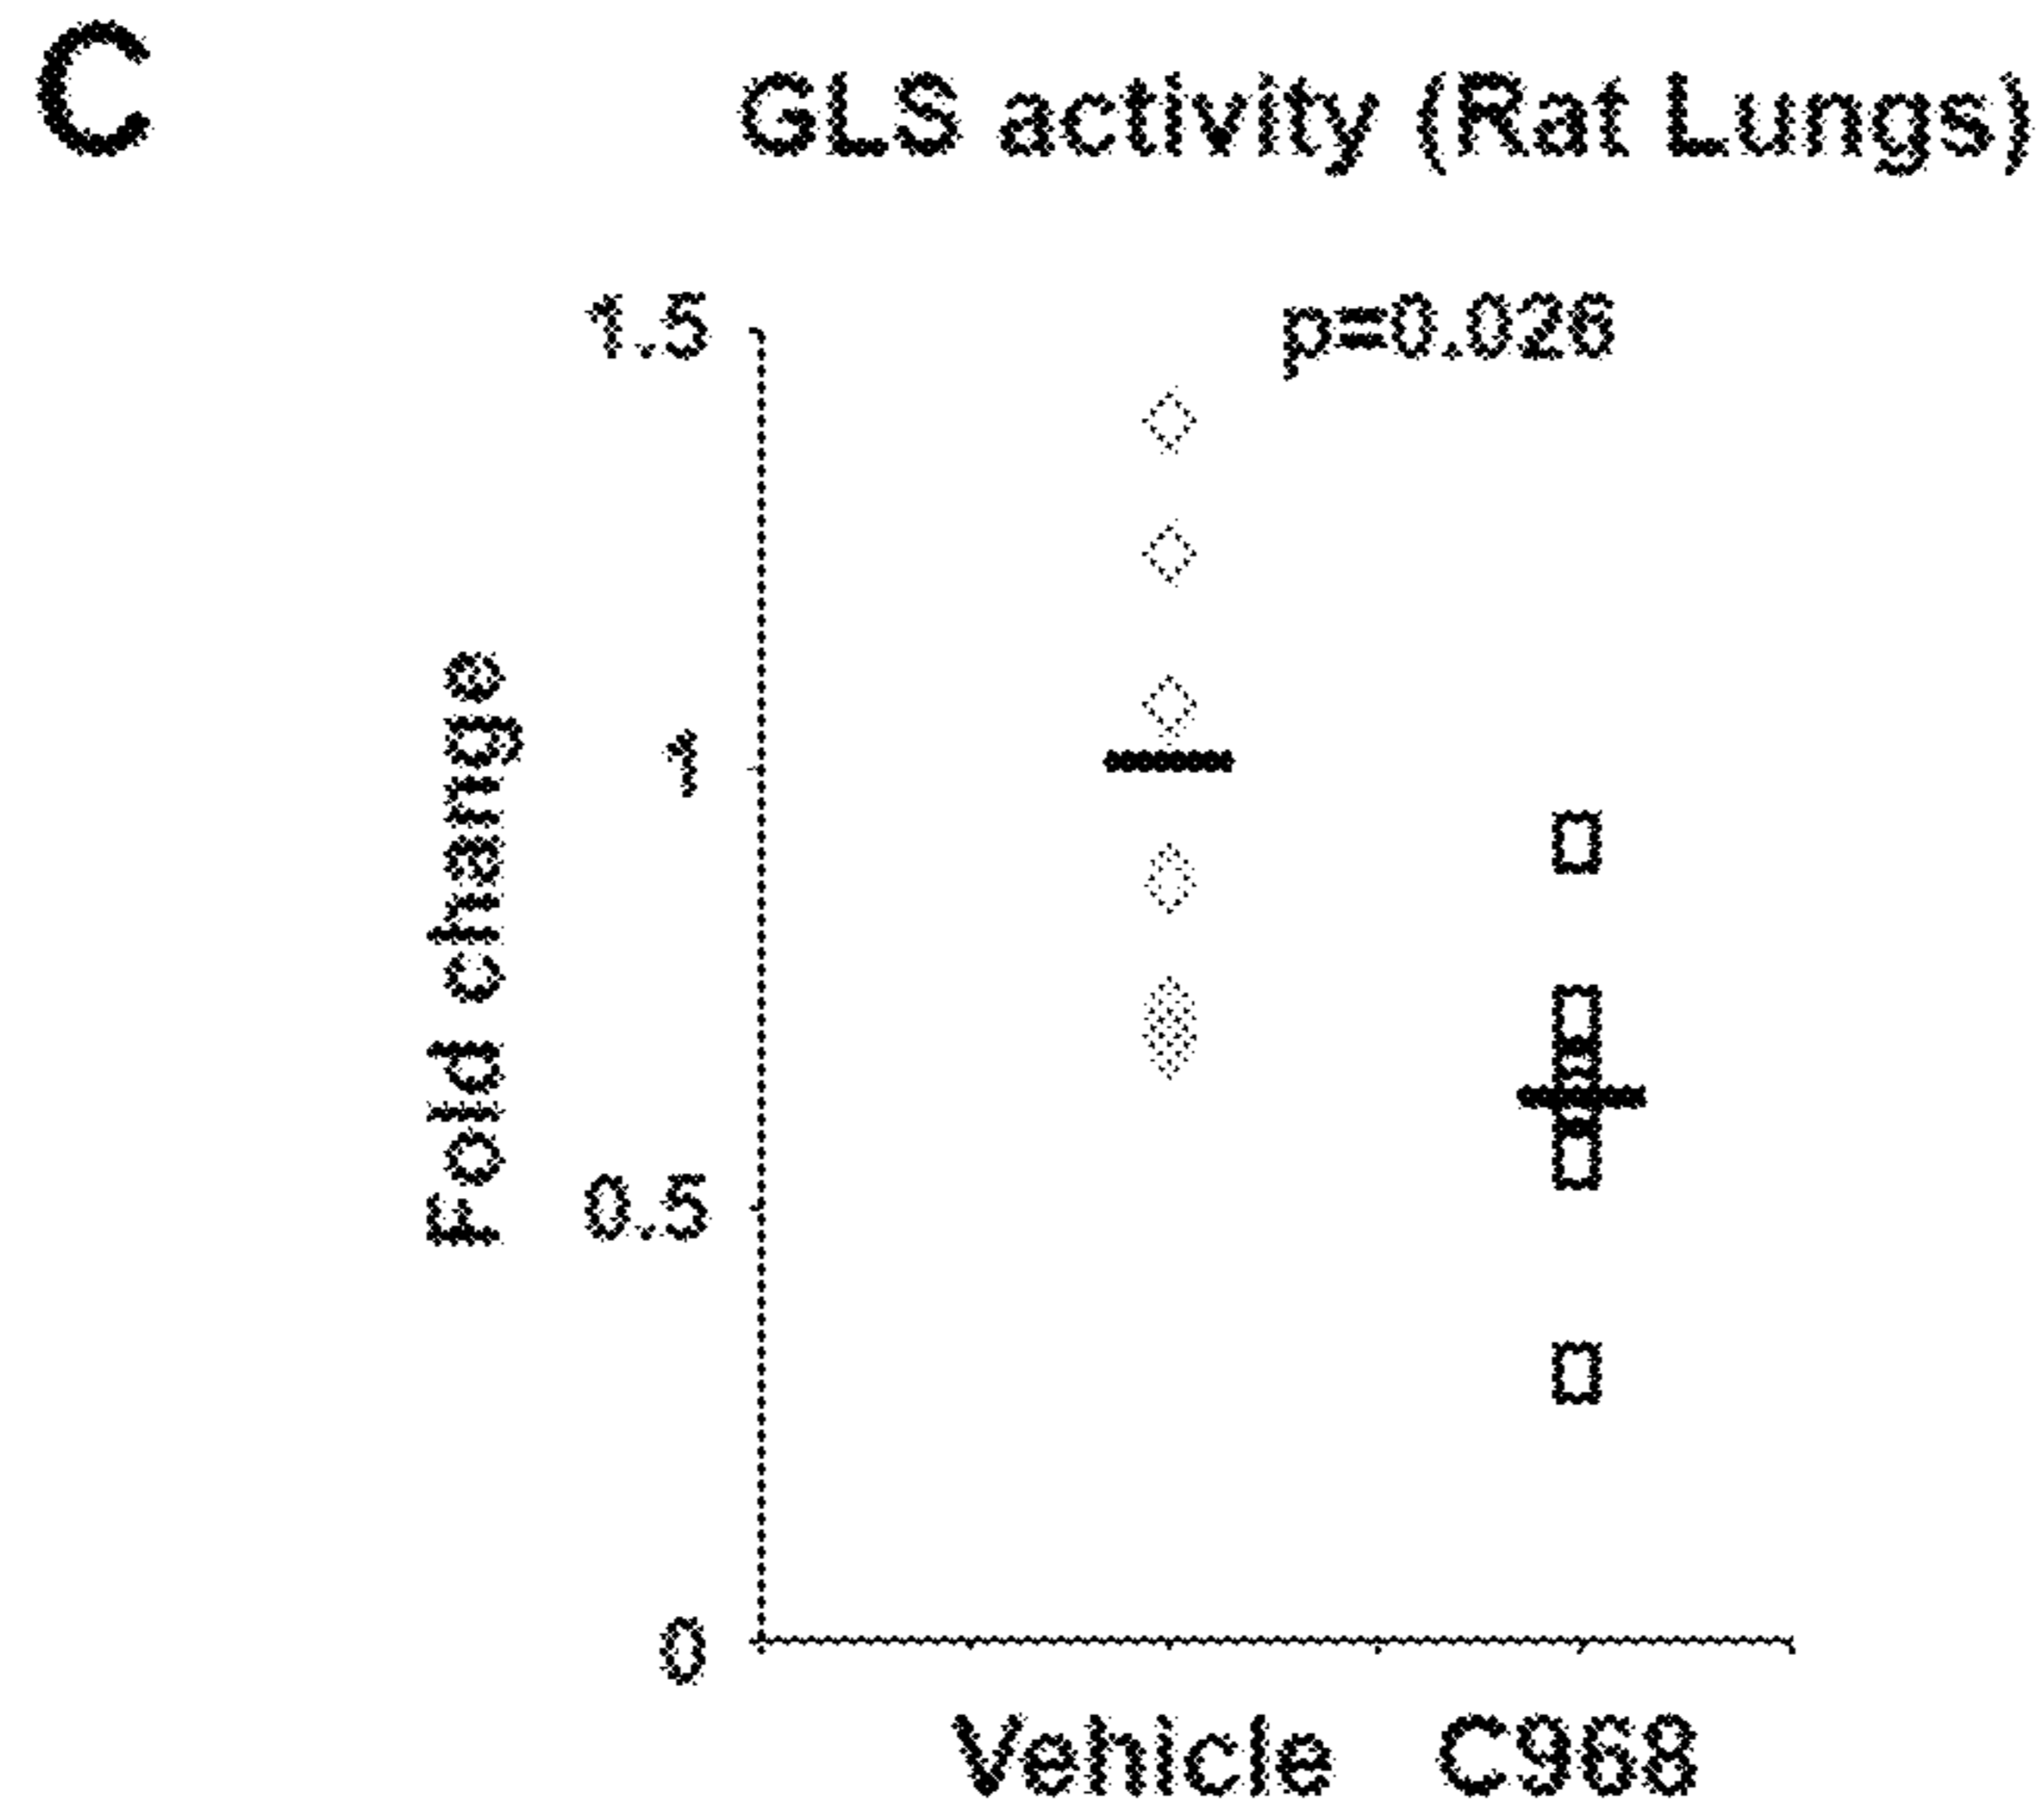 C
GLS activity (Rat Lungs)
1.5
p=0.026
Fold change
1
0.5
0
Vehicle C968